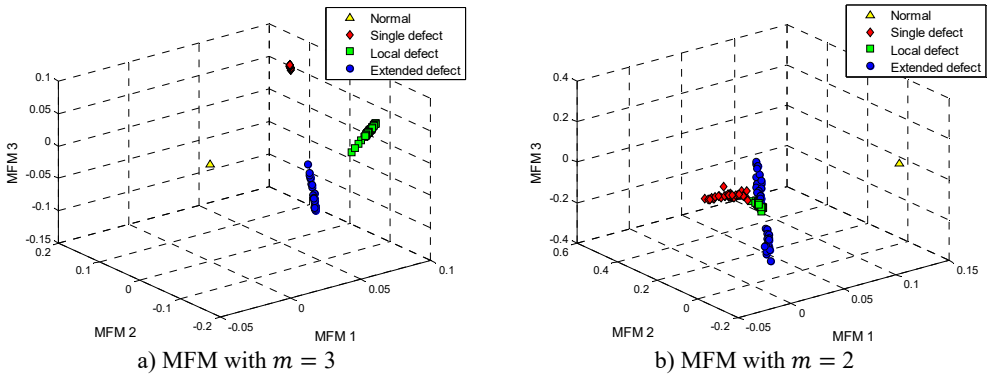 Normal
Single defect
Local defect
Extended defect
0.1
0.05
0
-0.05
-0.1
-0.15
MFM 3
0.2
0.1
0
-0.1
-0.2
MFM 2
-0.05
0
0.05
0.1
MFM 1
a) MFM with m = 3
Normal
Single defect
Local defect
Extended defect
0.4
0.2
0
-0.2
-0.4
MFM 3
0.6
0.4
0.2
0
-0.2
MFM 2
-0.05
0
0.05
0.1
0.15
MFM 1
b) MFM with m = 2